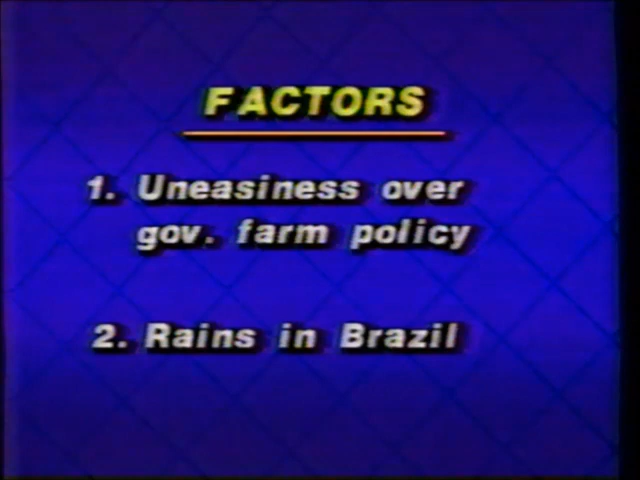 FACTORS
1. Uneasiness over
gov. farm policy
2. Rains in Brazil